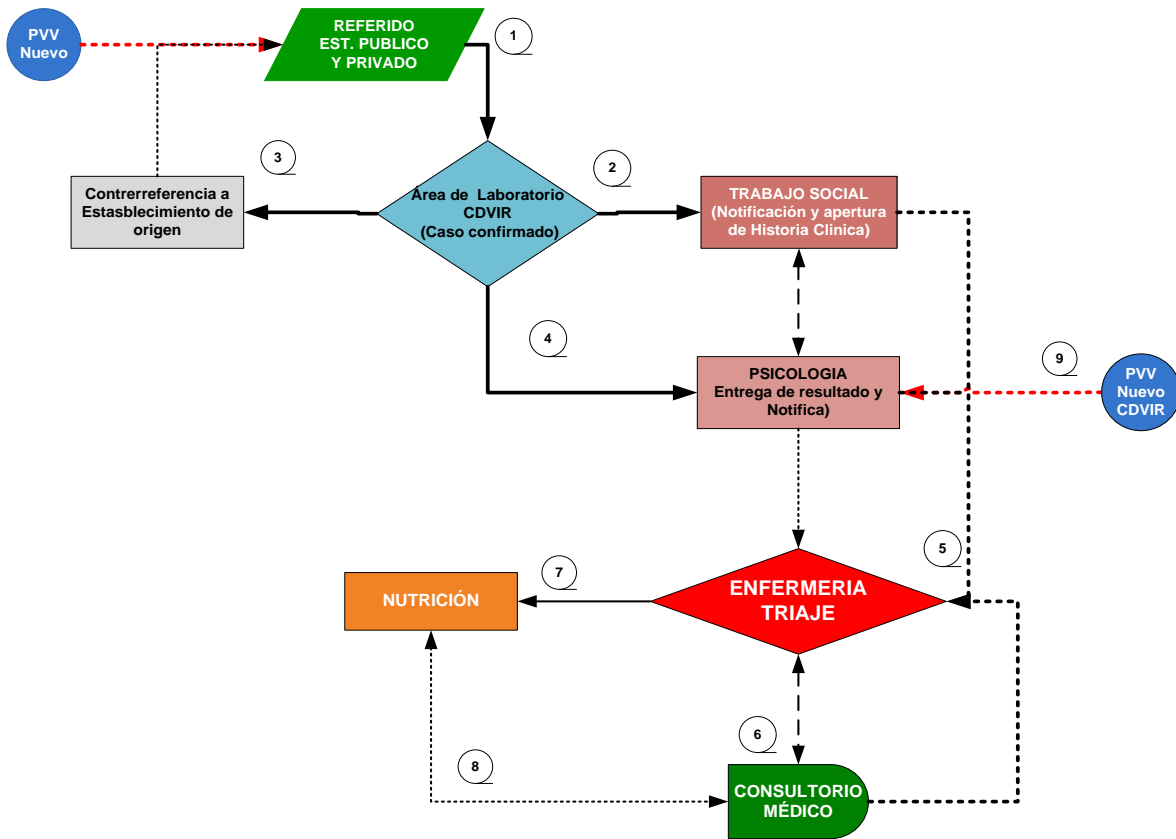 PVV
Nuevo
REFERIDO
EST. PUBLICO
Y PRIVADO
1
3
2
Contrerreferencia a
Estasblecimiento de
origen
Área de Laboratorio
CDVIR
(Caso confirmado)
TRABAJO SOCIAL
(Notificación y apertura
de Historia Clinica)
4
9
PSICOLOGIA
Entrega de resultado y
Notifica)
PVV
Nuevo
CDVIR
5
7
NUTRICIÓN
ENFERMERIA
TRIAJE
6
8
CONSULTORIO
MÉDICO